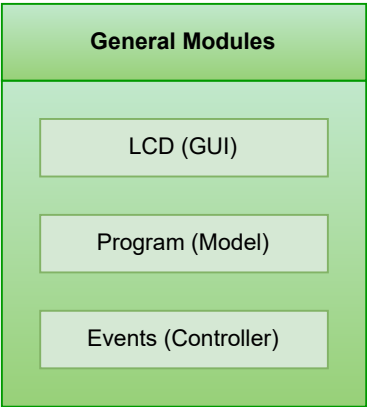 General Modules
LCD (GUI)
Program (Model)
Events (Controller)